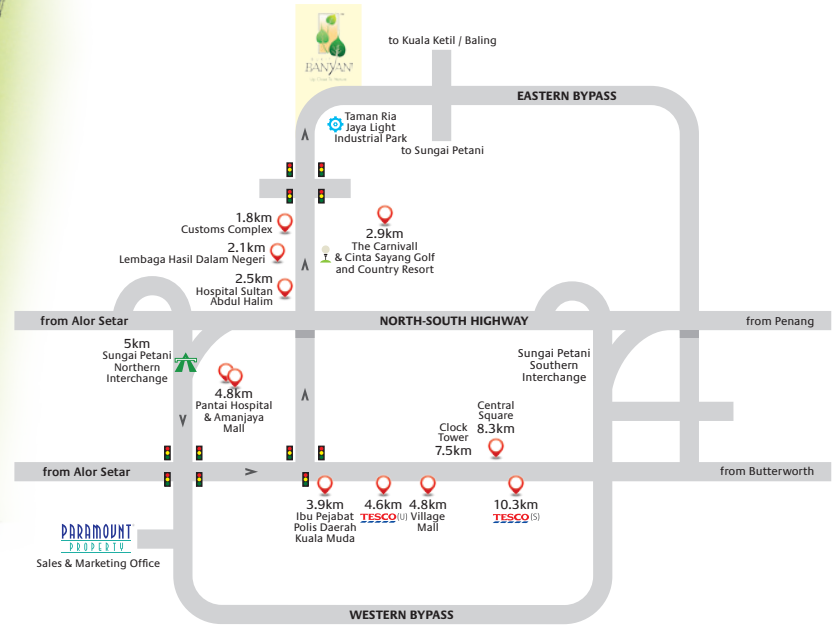 BANYAN
to Kuala Ketil / Baling
EASTERN BYPASS
Taman Ria
Jaya Light
Industrial Park
to Sungai Petani
1.8km
Customs Complex
2.1km
Lembaga Hasil Dalam Negeri
2.5km
Hospital Sultan
Abdul Halim
2.9km
The Carnivall
& Cinta Sayang Golf
and Country Resort
from Alor Setar
NORTH-SOUTH HIGHWAY
from Penang
5km
Sungai Petani
Northern
Interchange
4.8km
Pantai Hospital
& Amanjaya
Mall
Sungai Petani
Southern
Interchange
Central
Square
8.3km
Clock
Tower
7.5km
from Alor Setar
from Butterworth
3.9km
Ibu Pejabat
Polis Daerah
Kuala Muda
4.6km
TESCO (U)
4.8km
Village
Mall
10.3km
TESCO (S)
PARAMOUNT
PROPERTY
Sales & Marketing Office
WESTERN BYPASS